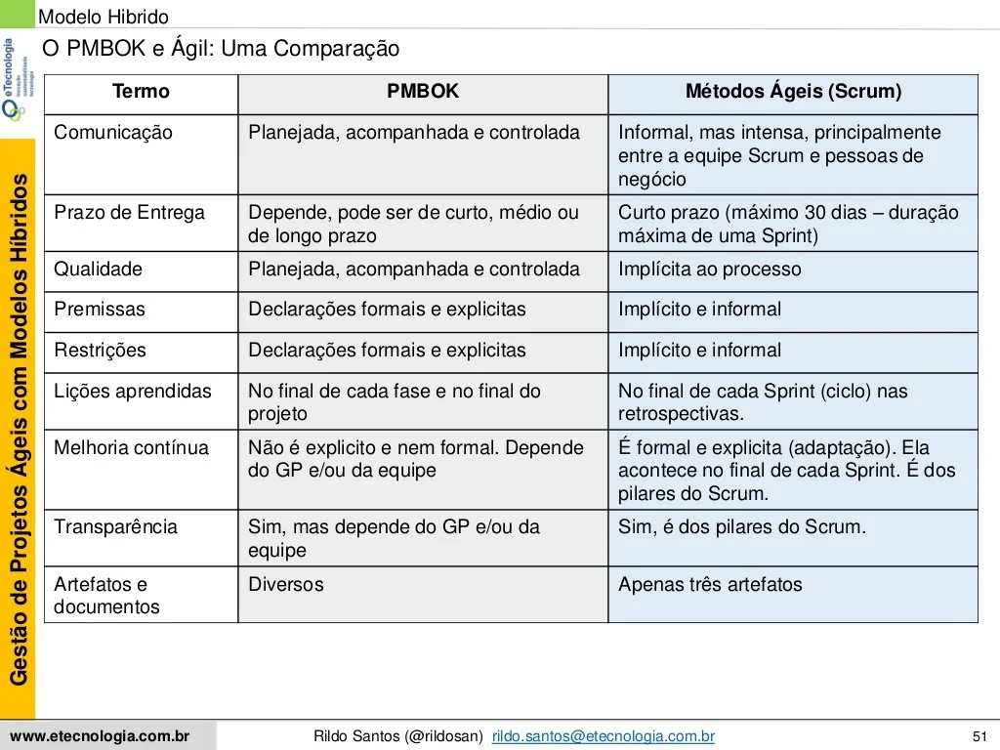 Modelo Hibrido
O PMBOK e Ágil: Uma Comparação
eTecnologia
Inovação
sustentabilidade
tecnologia
Gestão de Projetos Ágeis com Modelos Híbridos
Termo
PMBOK
Métodos Ágeis (Scrum)
Comunicação
Planejada, acompanhada e controlada
Informal, mas intensa, principalmente
entre a equipe Scrum e pessoas de
negócio
Prazo de Entrega
Depende, pode ser de curto, médio ou
de longo prazo
Curto prazo (máximo 30 dias – duração
máxima de uma Sprint)
Qualidade
Planejada, acompanhada e controlada
Implícita ao processo
Premissas
Declarações formais e explicitas
Implícito e informal
Restrições
Declarações formais e explicitas
Implícito e informal
Lições aprendidas
No final de cada fase e no final do
projeto
No final de cada Sprint (ciclo) nas
retrospectivas.
Melhoria contínua
Não é explicito e nem formal. Depende
do GP e/ou da equipe
É formal e explicita (adaptação). Ela
acontece no final de cada Sprint. É dos
pilares do Scrum.
Transparência
Sim, mas depende do GP e/ou da
equipe
Sim, é dos pilares do Scrum.
Artefatos e
documentos
Diversos
Apenas três artefatos
www.etecnologia.com.br
Rildo Santos (@rildosan) rildo.santos@etecnologia.com.br
51